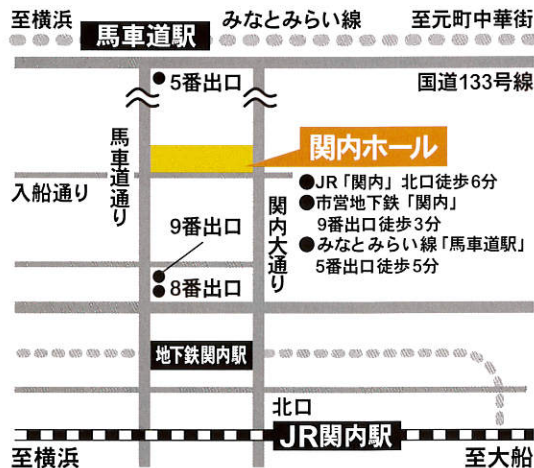 至横浜
馬車道駅
みなとみらい線
至元町中華街
5番出口
国道133号線
馬車道通り
関内ホール
●JR「関内」北口徒歩6分
●市営地下鉄「関内」
9番出口徒歩3分
●みなとみらい線「馬車道駅」
5番出口徒歩5分
入船通り
関内大通り
9番出口
8番出口
地下鉄関内駅
北口
JR関内駅
至横浜
至大船